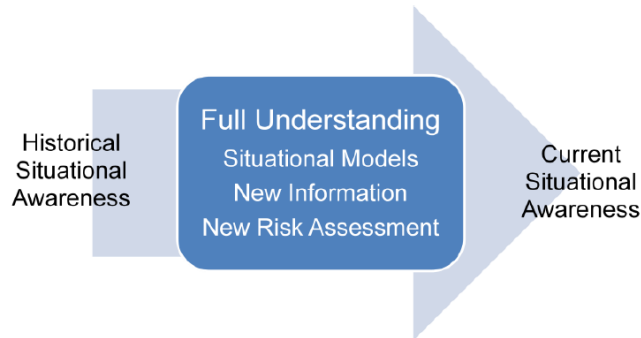 Historical
Situational
Awareness
Full Understanding
Situational Models
New Information
New Risk Assessment
Current
Situational
Awareness